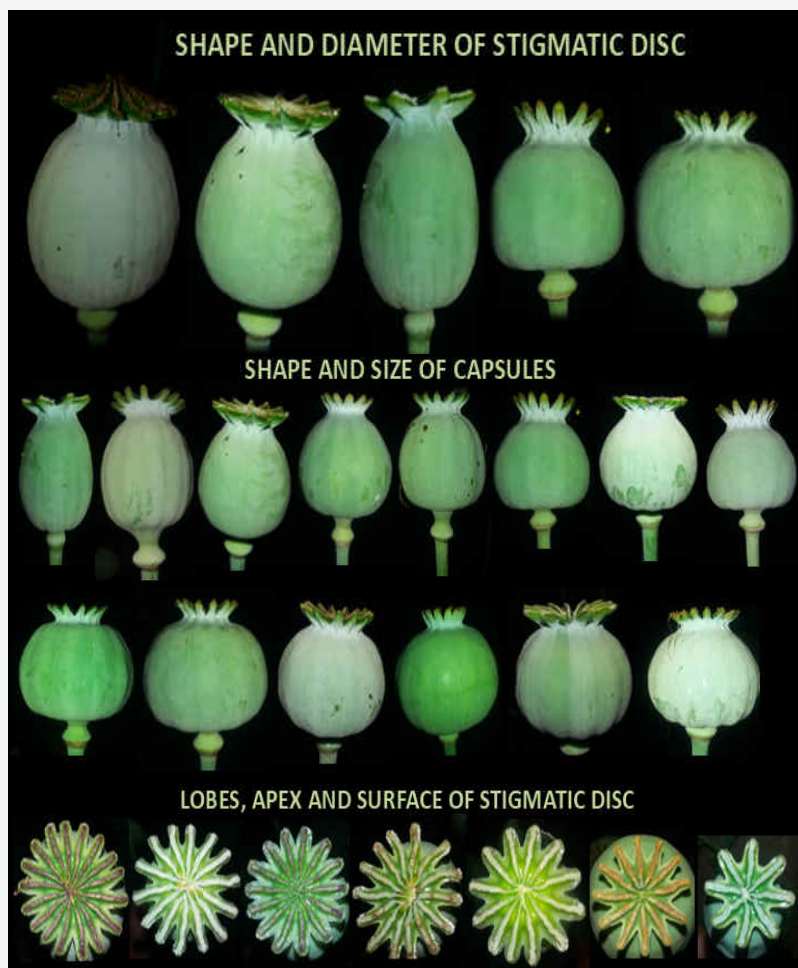 SHAPE AND DIAMETER OF STIGMATIC DISC
SHAPE AND SIZE OF CAPSULES
LOBES, APEX AND SURFACE OF STIGMATIC DISC